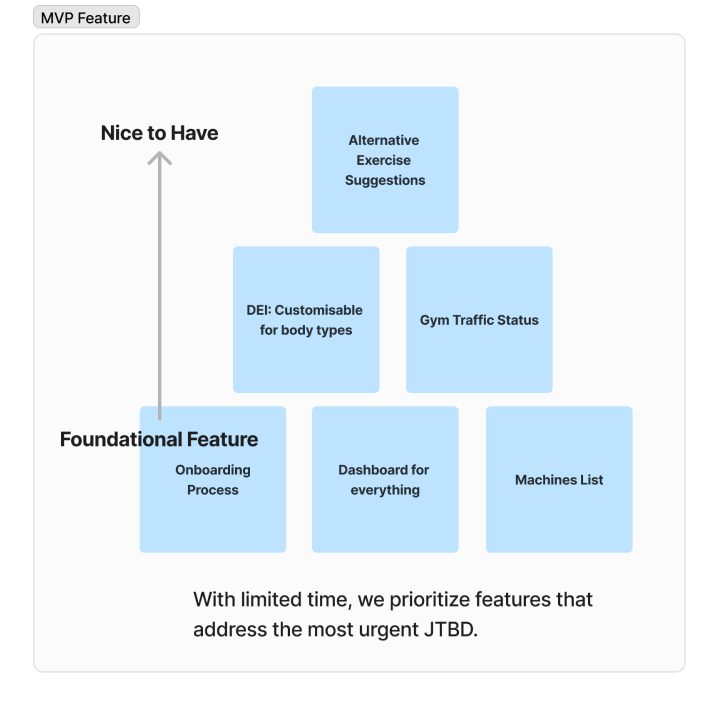 MVP Feature
Nice to Have
Alternative
Exercise
Suggestions
DEI: Customisable
for body types
Gym Traffic Status
Foundational Feature
Onboarding
Process
Dashboard for
everything
Machines List
With limited time, we prioritize features that
address the most urgent JTBD.